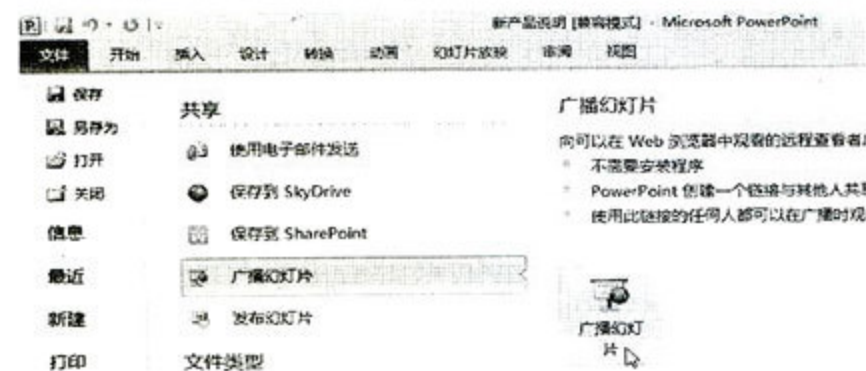 新产品说明 [兼容模式] - Microsoft PowerPoint
文件 开始 插入 设计 转换 动画 幻灯片放映 审阅 视图
保存
另存为
打开
关闭
信息
最近
新建
打印
共享
使用电子邮件发送
保存到 SkyDrive
保存到 SharePoint
广播幻灯片
发布幻灯片
文件类型
广播幻灯片
向可以在 Web 浏览器中观看的远程查看者
不需要安装程序
PowerPoint 创建一个链接与其他人共享
使用此链接的任何人都可以在广播时观
广播幻灯
片